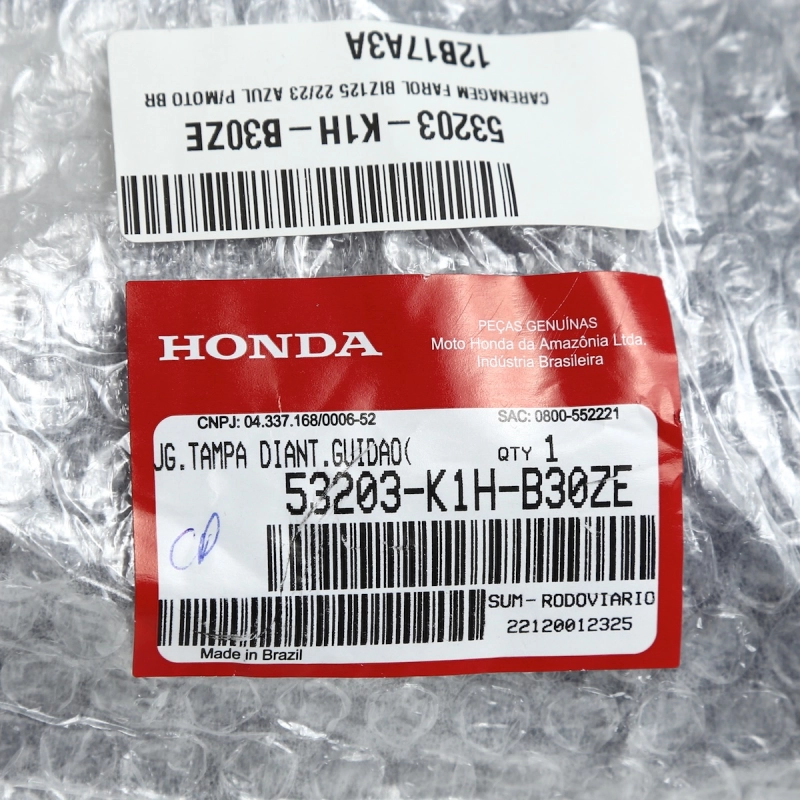 53203-K1H-B30ZE
CARENAGEM FAROL BIZ125 22/23 AZUL P/MOTO BR
12B17A3A
HONDA
PEÇAS GENUÍNAS
Moto Honda da Amazônia Ltda.
Indústria Brasileira
CNPJ: 04.337.168/0006-52 SAC: 0800-552221
JG.TAMPA DIANT.GUIDAO( QTY 1
53203-K1H-B30ZE
CR
SUM-RODOVIARIO
22120012325
Made in Brazil